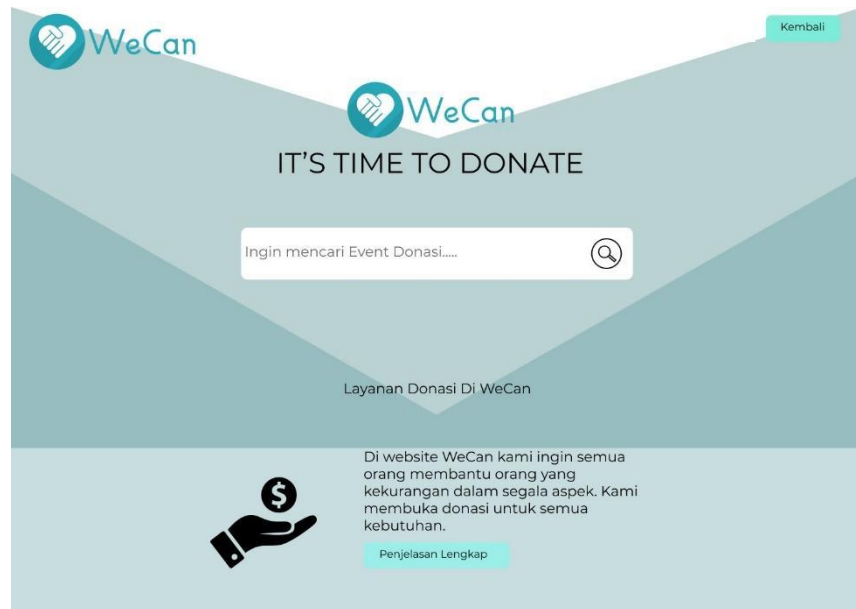 WeCan
Kembali
WeCan
IT'S TIME TO DONATE
Ingin mencari Event Donasi.....
Layanan Donasi Di WeCan
Di website WeCan kami ingin semua
orang membantu orang yang
kekurangan dalam segala aspek. Kami
membuka donasi untuk semua
kebutuhan.
Penjelasan Lengkap